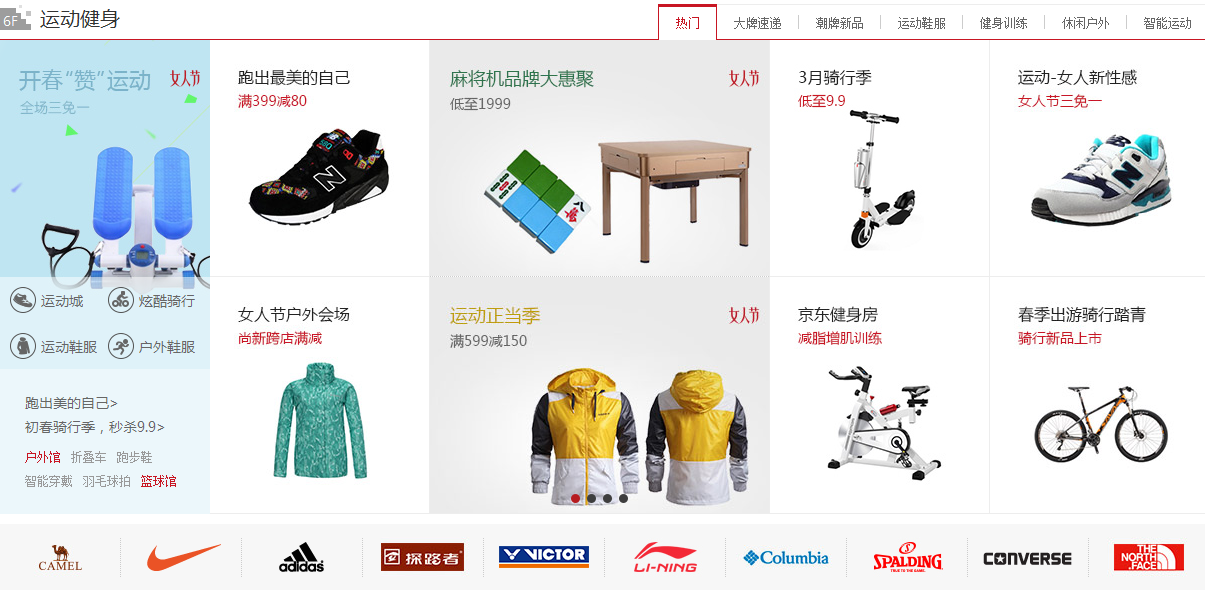 6F 运动健身
热门 大牌速递 潮牌新品 运动鞋服 健身训练 休闲户外 智能运动
开春“赞”运动 女人节
全场三免一
运动城 炫酷骑行
运动鞋服 户外鞋服
跑出美的自己>
初春骑行季，秒杀9.9>
户外馆 折叠车 跑步鞋
智能穿戴 羽毛球拍 篮球馆
跑出最美的自己
满399减80
麻将机品牌大惠聚 女人节
低至1999
3月骑行季
低至9.9
运动-女人新性感
女人节三免一
女人节户外会场
尚新跨店满减
运动正当季 女人节
满599减150
京东健身房
减脂增肌训练
春季出游骑行踏青
骑行新品上市
CAMEL
adidas
探路者
VICTOR
LI-NING
Columbia
SPALDING
TRUE TO THE GAME
CONVERSE
THE
NORTH
FACE